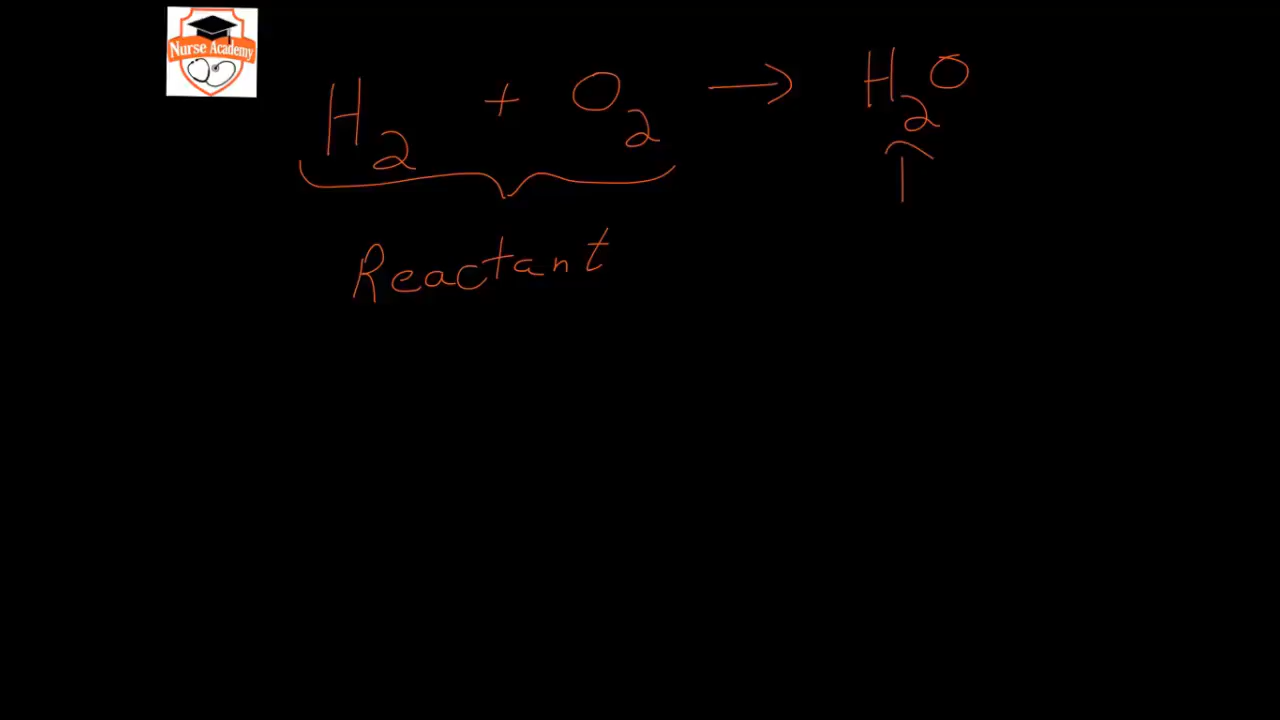 Nurse Academy
H₂ + O₂ → H₂O
Reactant